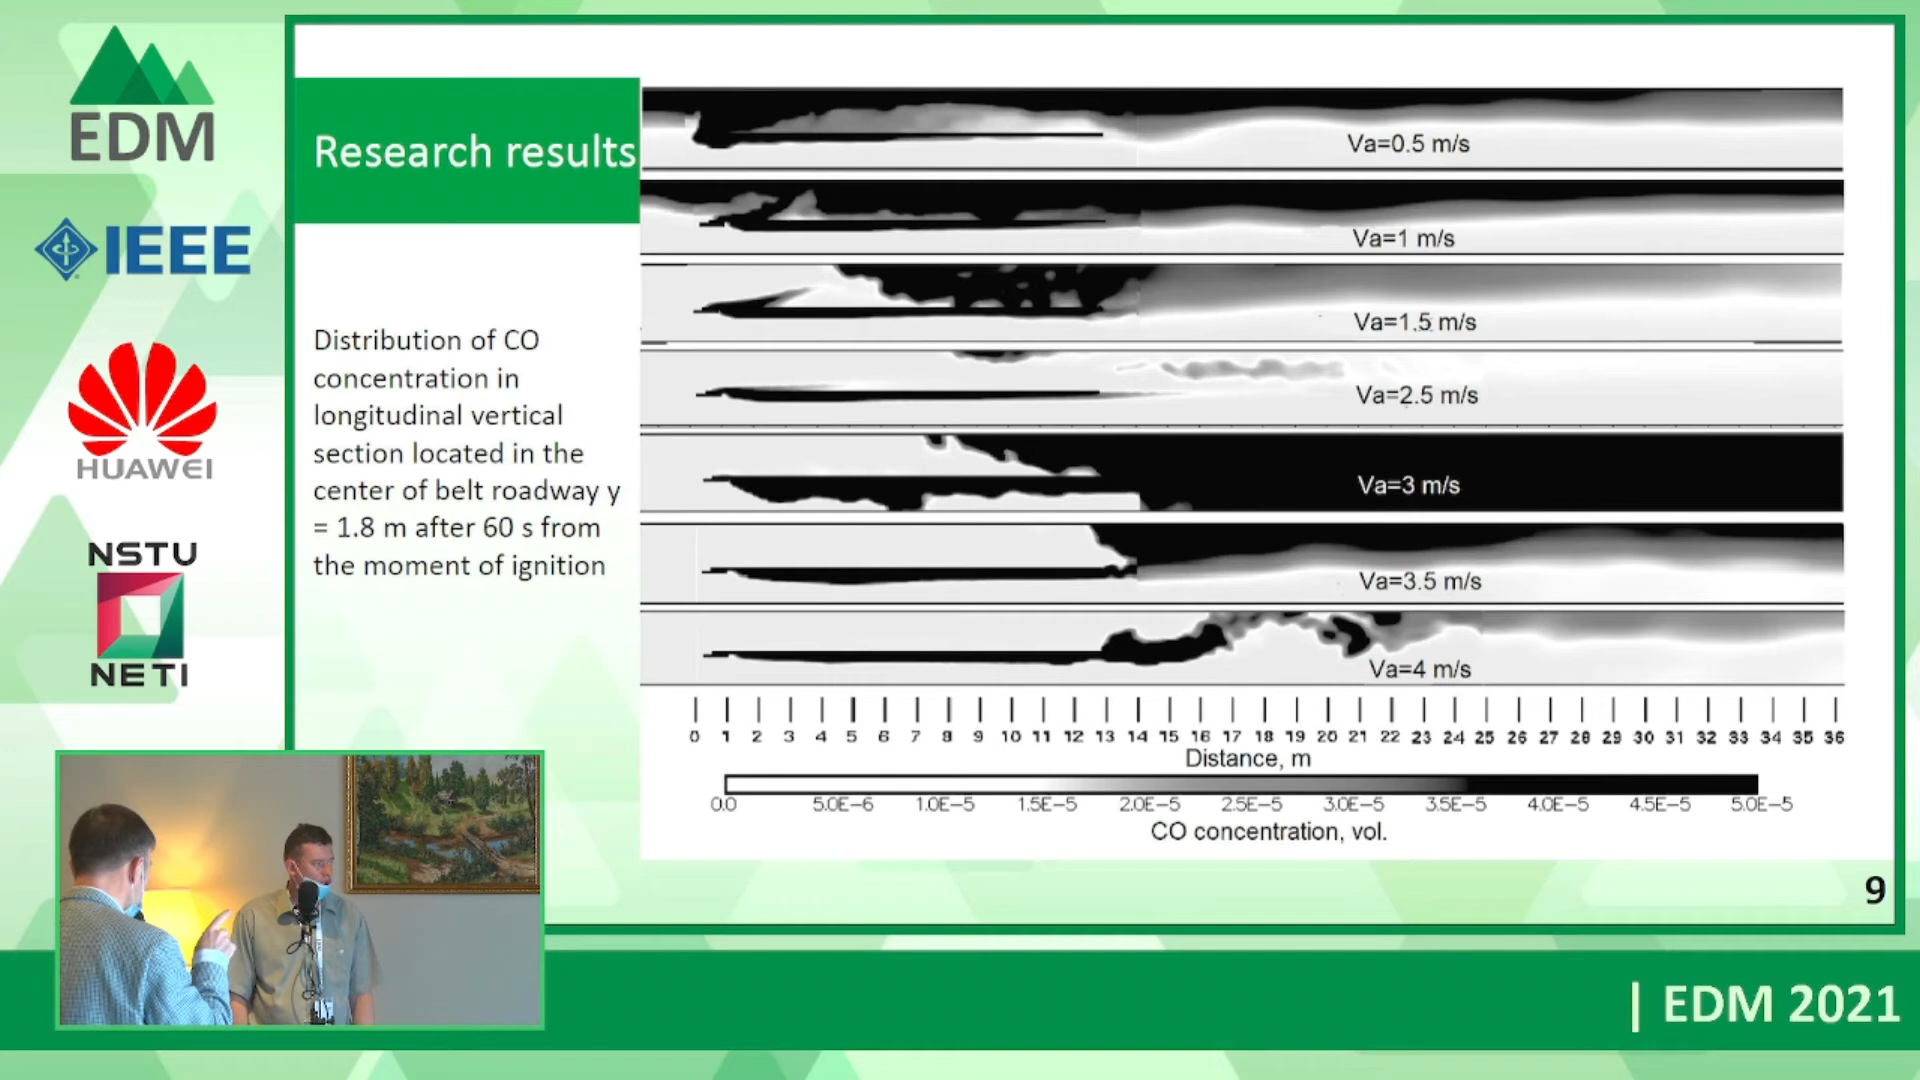 EDM
IEEE
HUAWEI
NSTU
NETI
Research results
Distribution of CO
concentration in
longitudinal vertical
section located in the
center of belt roadway y
= 1.8 m after 60 s from
the moment of ignition
Va=0.5 m/s
Va=1 m/s
Va=1.5 m/s
Va=2.5 m/s
Va=3 m/s
Va=3.5 m/s
Va=4 m/s
0 1 2 3 4 5 6 7 8 9 10 11 12 13 14 15 16 17 18 19 20 21 22 23 24 25 26 27 28 29 30 31 32 33 34 35 36
Distance, m
0.0 5.0E-6 1.0E-5 1.5E-5 2.0E-5 2.5E-5 3.0E-5 3.5E-5 4.0E-5 4.5E-5 5.0E-5
CO concentration, vol.
9
| EDM 2021